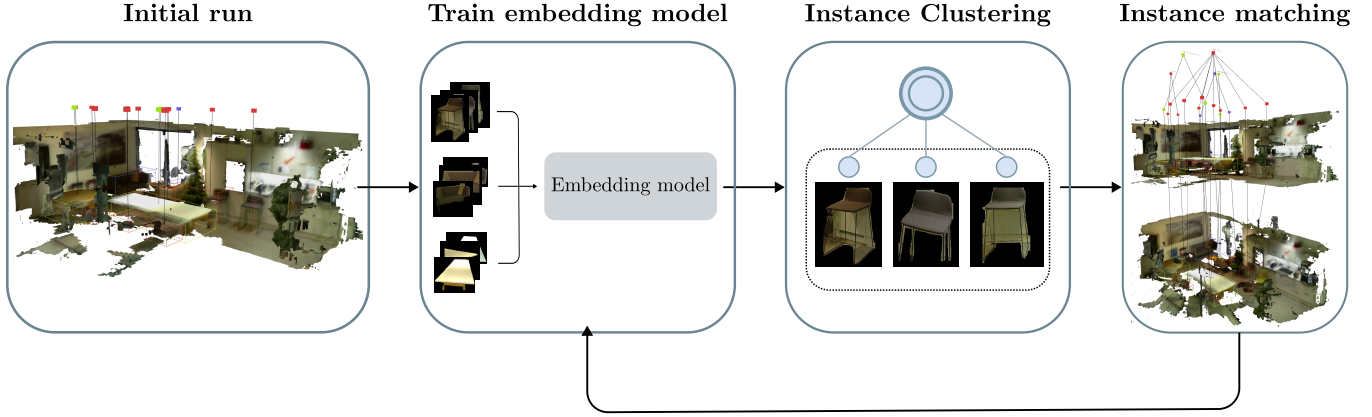 Initial run
Train embedding model
Instance Clustering
Instance matching
Embedding model